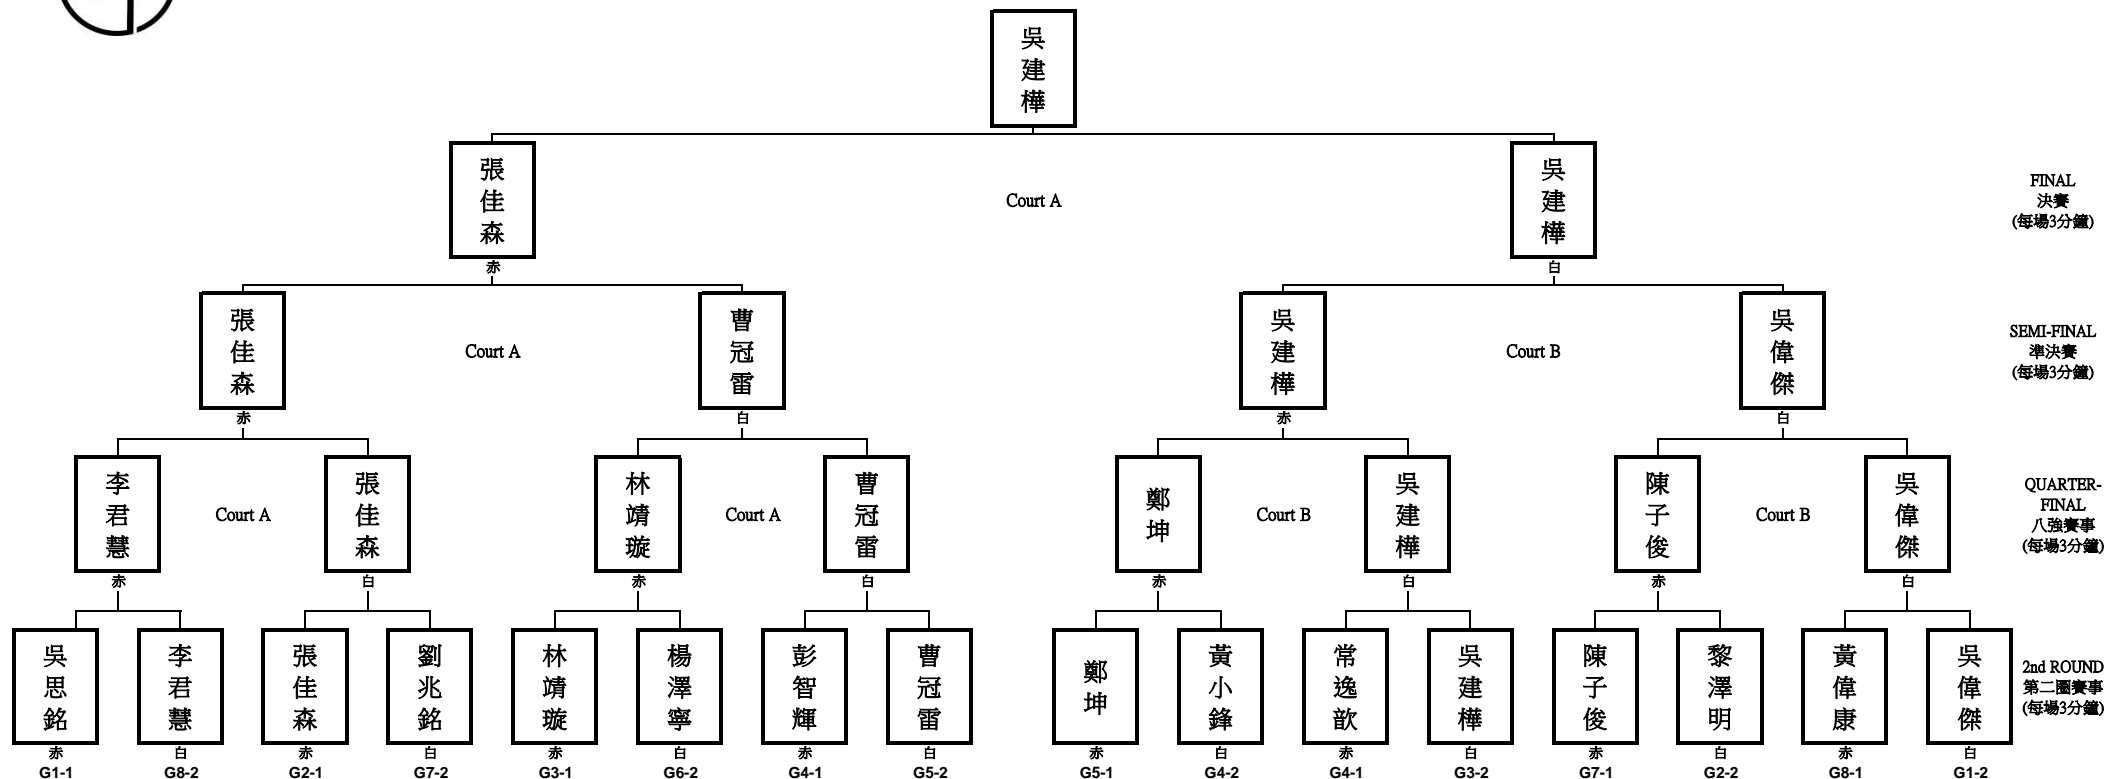 吳建樺
張佳森
Court A
吳建樺
FINAL
決賽
(每場3分鐘)
赤
白
張佳森
Court A
曹冠雷
吳建樺
Court B
吳偉傑
SEMI-FINAL
準決賽
(每場3分鐘)
赤
白
赤
白
李君慧
Court A
張佳森
林靖璇
Court A
曹冠雷
鄭坤
Court B
吳建樺
陳子俊
Court B
吳偉傑
QUARTER-
FINAL
八強賽事
(每場3分鐘)
赤
白
赤
白
赤
白
赤
白
吳思銘
李君慧
張佳森
劉兆銘
林靖璇
楊澤寧
彭智輝
曹冠雷
鄭坤
黃小鋒
常逸歆
吳建樺
陳子俊
黎澤明
黃偉康
吳偉傑
2nd ROUND
第二圈賽事
(每場3分鐘)
赤
白
赤
白
赤
白
赤
白
赤
白
赤
白
赤
白
赤
白
G1-1
G8-2
G2-1
G7-2
G3-1
G6-2
G4-1
G5-2
G5-1
G4-2
G4-1
G3-2
G7-1
G2-2
G8-1
G1-2